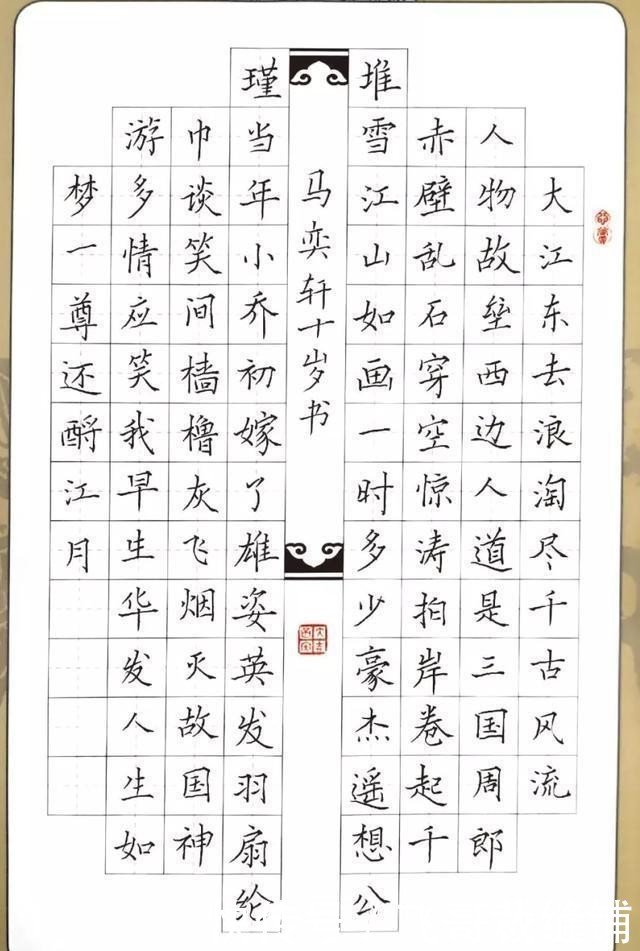 大江东去浪淘尽千古风流
人物故垒西边人道是三国周郎
赤壁乱石穿空惊涛拍岸卷起千
堆雪江山如画一时多少豪杰遥想公
马奕轩十岁书
瑾当年小乔初嫁了雄姿英发羽扇纶
巾谈笑间樯橹灰飞烟灭故国神
游多情应笑我早生华发人生如
梦一尊还酹江月